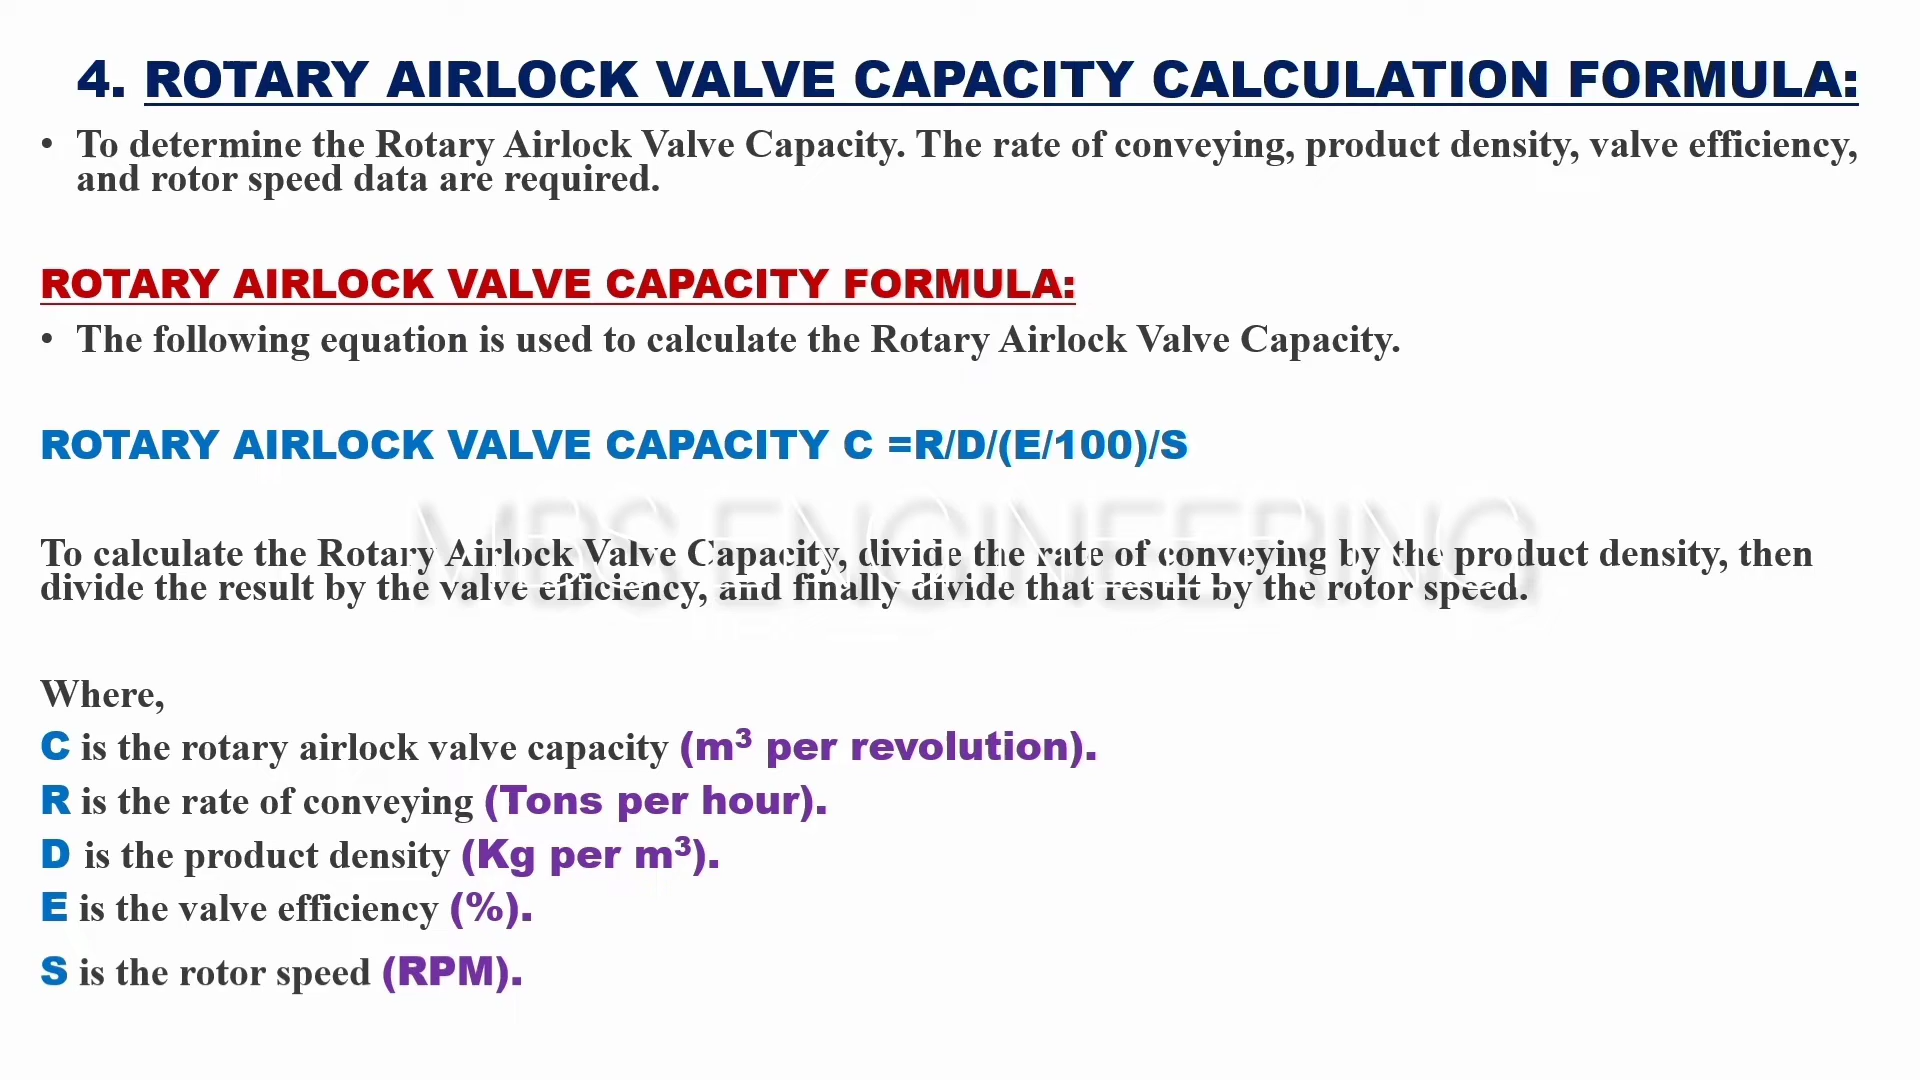 4. ROTARY AIRLOCK VALVE CAPACITY CALCULATION FORMULA:
• To determine the Rotary Airlock Valve Capacity. The rate of conveying, product density, valve efficiency,
and rotor speed data are required.
ROTARY AIRLOCK VALVE CAPACITY FORMULA:
• The following equation is used to calculate the Rotary Airlock Valve Capacity.
ROTARY AIRLOCK VALVE CAPACITY C =R/D/(E/100)/S
MBS ENGINEERING
To calculate the Rotary Airlock Valve Capacity, divide the rate of conveying by the product density, then
divide the result by the valve efficiency, and finally divide that result by the rotor speed.
Where,
C is the rotary airlock valve capacity (m³ per revolution).
R is the rate of conveying (Tons per hour).
D is the product density (Kg per m³).
E is the valve efficiency (%).
S is the rotor speed (RPM).